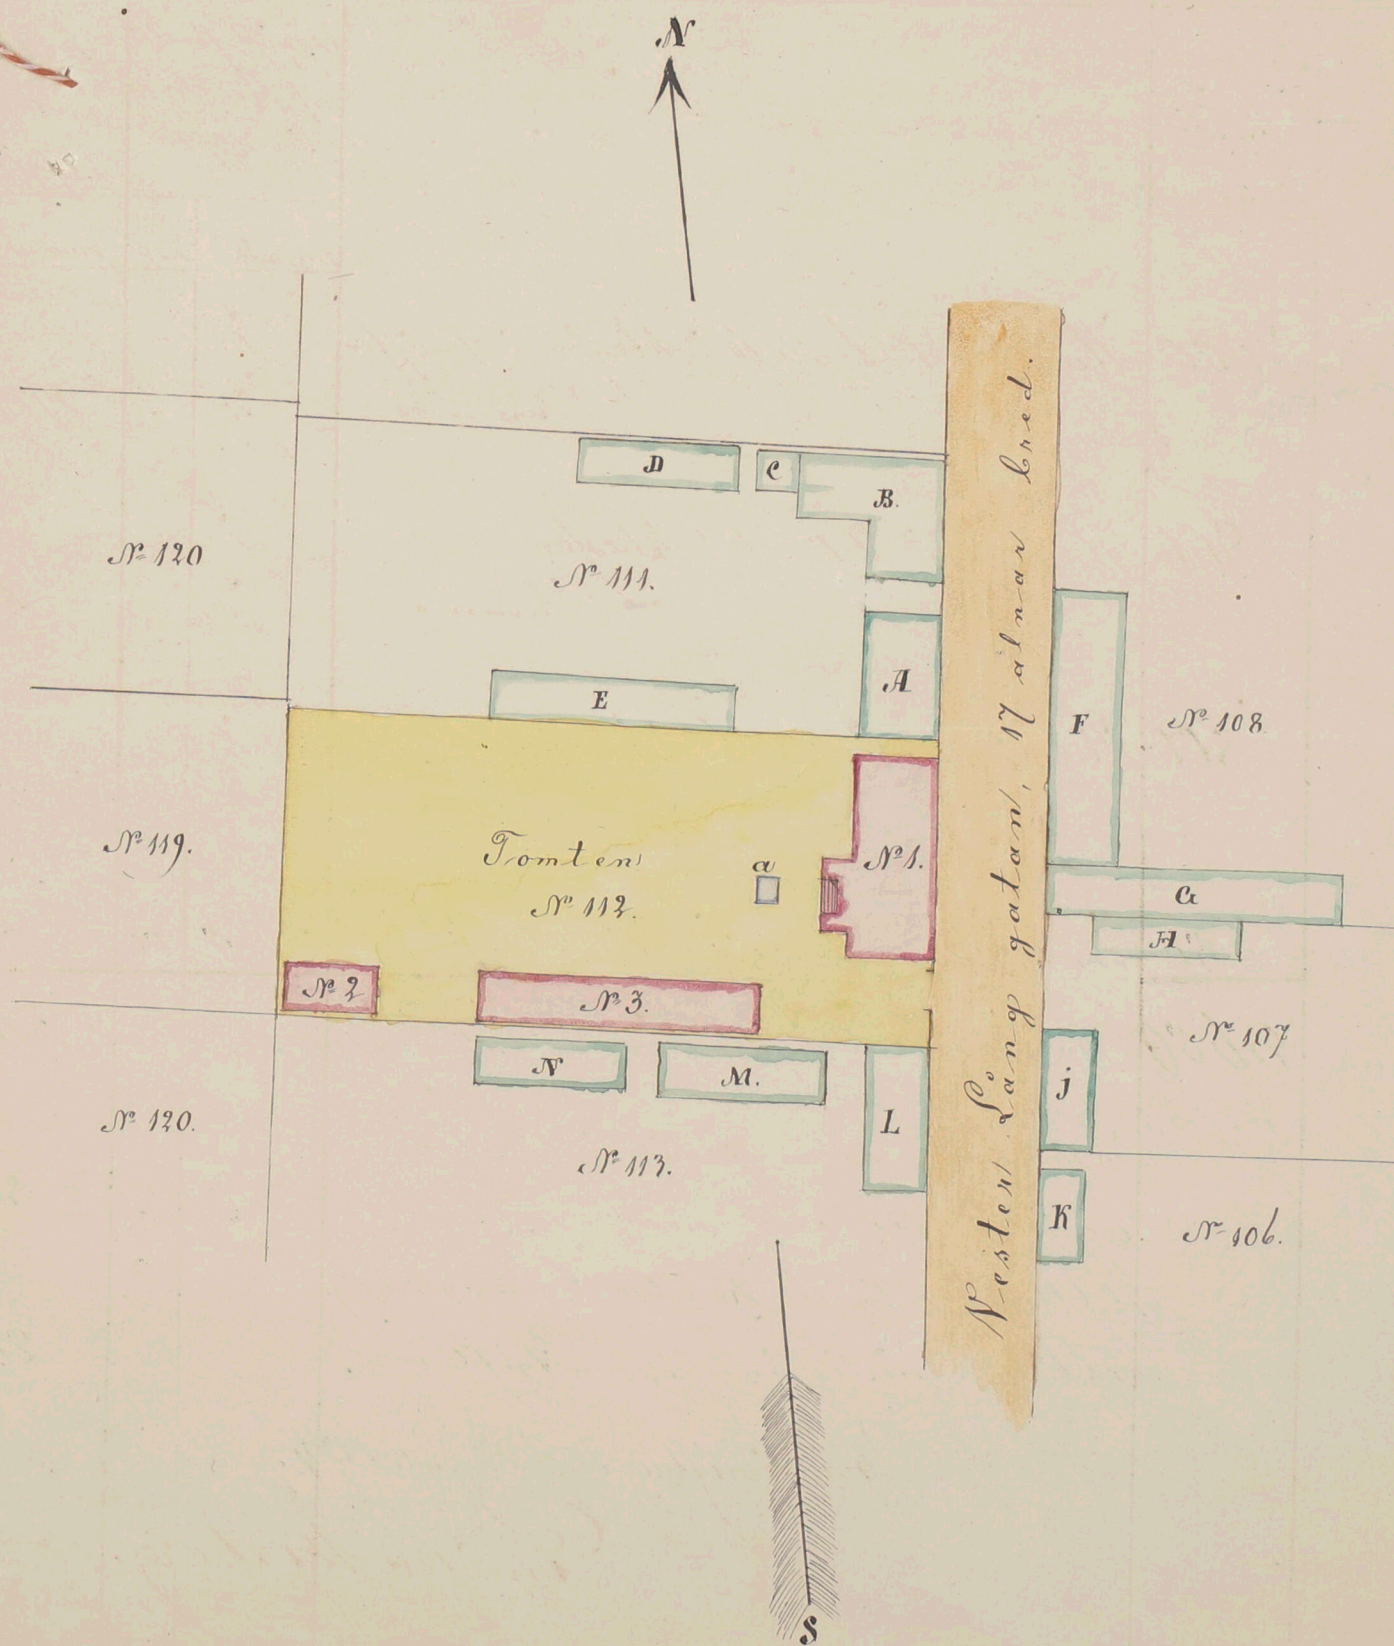 N
D
C
B.
Nº 120
Nº 111.
A
E
F
Nº 108
Nº 119.
Tomten
Nº 112.
a
Nº 1.
G
H
Nº 2
Nº 3.
Nº 107
N
M.
L
j
Nº 120.
Nº 113.
K
Nº 106.
Vesten Lång gatan, 17 alnar bred.
S